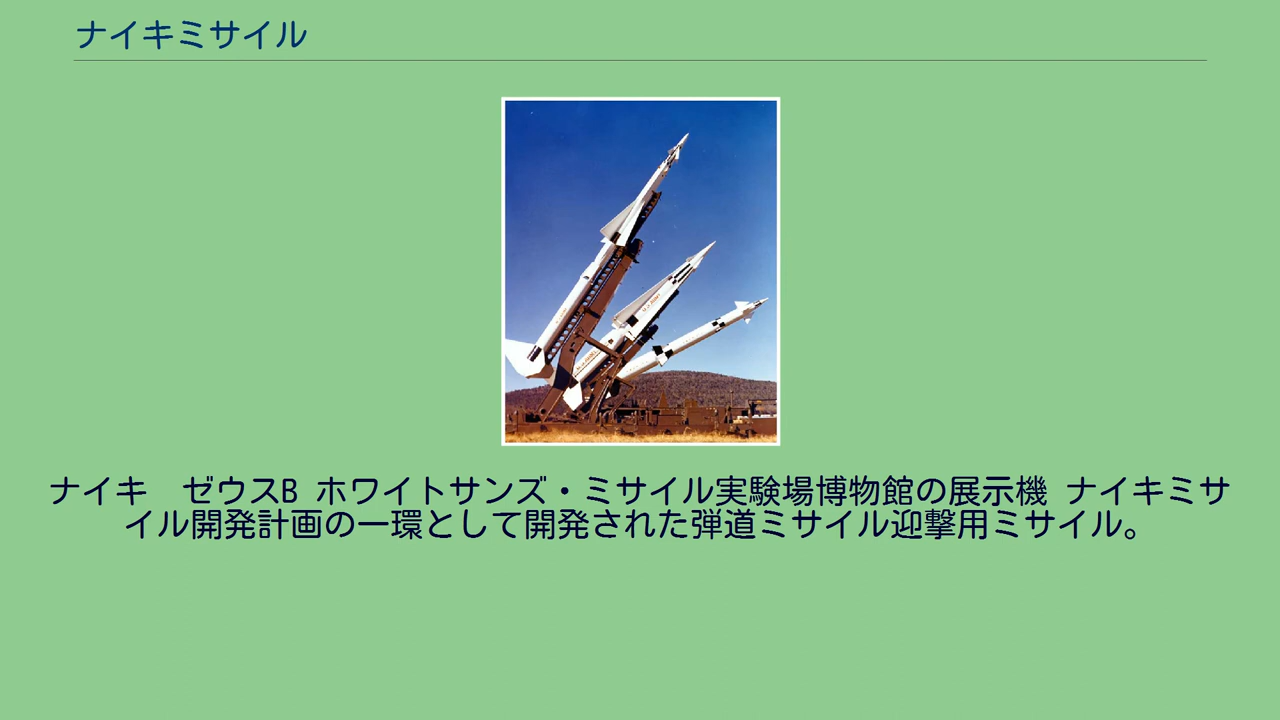 ナイキミサイル
ナイキ　ゼウスB ホワイトサンズ・ミサイル実験場博物館の展示機 ナイキミサ
イル開発計画の一環として開発された弾道ミサイル迎撃用ミサイル。